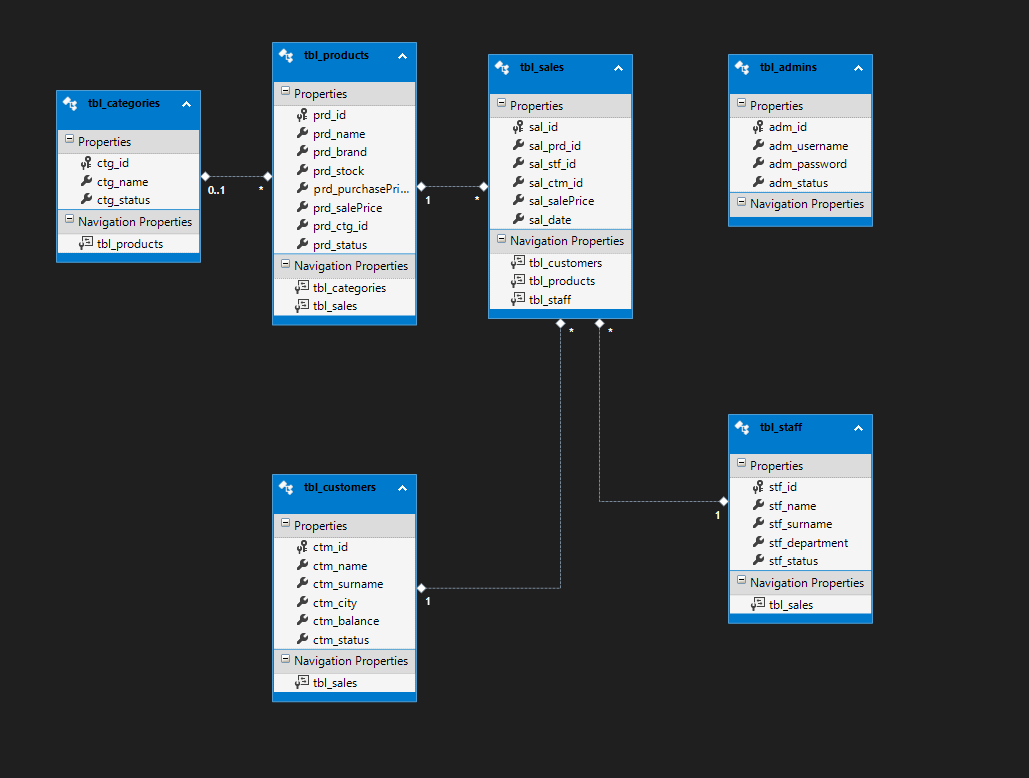 tbl_categories
Properties
ctg_id
ctg_name
ctg_status
Navigation Properties
tbl_products
0..1
*
tbl_products
Properties
prd_id
prd_name
prd_brand
prd_stock
prd_purchasePri...
prd_salePrice
prd_ctg_id
prd_status
Navigation Properties
tbl_categories
tbl_sales
1
*
tbl_sales
Properties
sal_id
sal_prd_id
sal_stf_id
sal_ctm_id
sal_salePrice
sal_date
Navigation Properties
tbl_customers
tbl_products
tbl_staff
*
*
tbl_admins
Properties
adm_id
adm_username
adm_password
adm_status
Navigation Properties
tbl_customers
Properties
ctm_id
ctm_name
ctm_surname
ctm_city
ctm_balance
ctm_status
Navigation Properties
tbl_sales
1
1
tbl_staff
Properties
stf_id
stf_name
stf_surname
stf_department
stf_status
Navigation Properties
tbl_sales